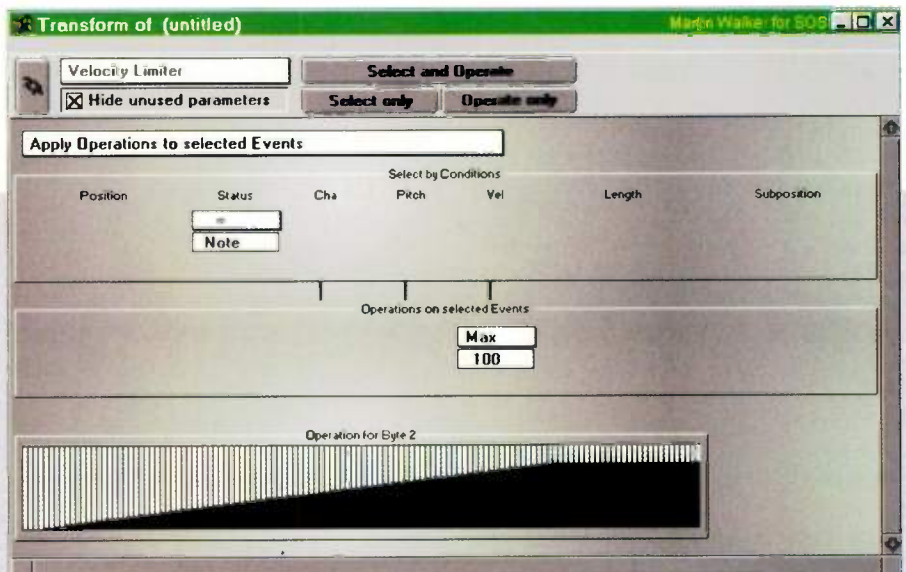 Transform of (untitled) Martin Walker for SOS
Velocity Limiter Select and Operate
Hide unused parameters Select only Operate only
Apply Operations to selected Events
Select by Conditions
Position Status Cha Pitch Vel Length Subposition
=
Note
Operations on selected Events
Max
100
Operation for Byte 2